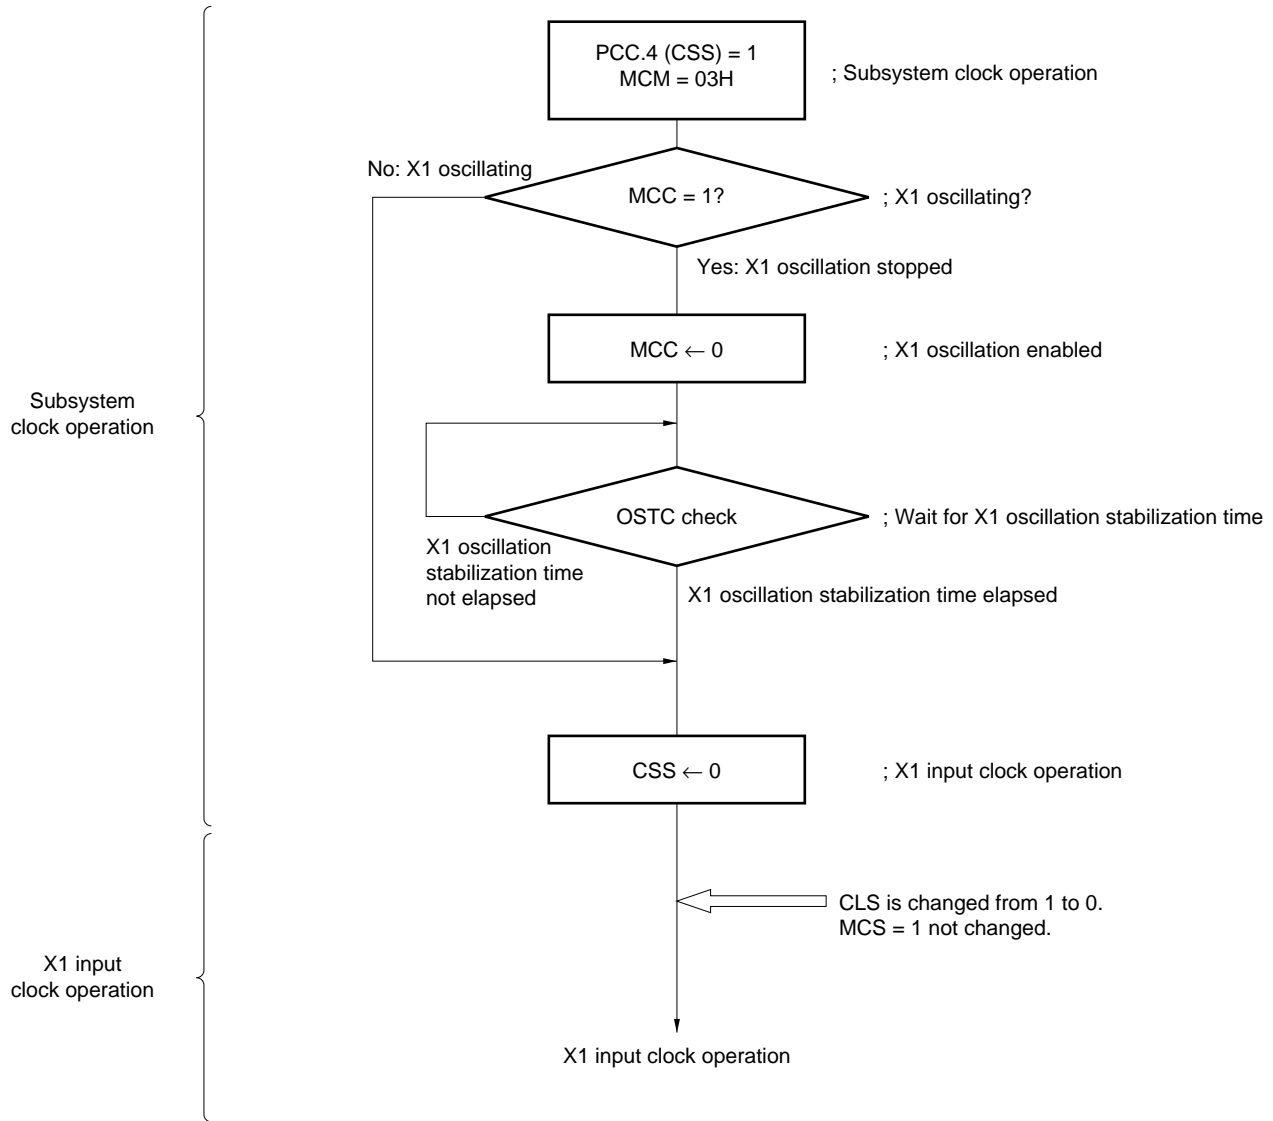 PCC.4 (CSS) = 1
MCM = 03H
; Subsystem clock operation
No: X1 oscillating
MCC = 1?
; X1 oscillating?
Yes: X1 oscillation stopped
MCC ← 0
; X1 oscillation enabled
Subsystem
clock operation
OSTC check
; Wait for X1 oscillation stabilization time
X1 oscillation
stabilization time
not elapsed
X1 oscillation stabilization time elapsed
CSS ← 0
; X1 input clock operation
CLS is changed from 1 to 0.
MCS = 1 not changed.
X1 input
clock operation
X1 input clock operation